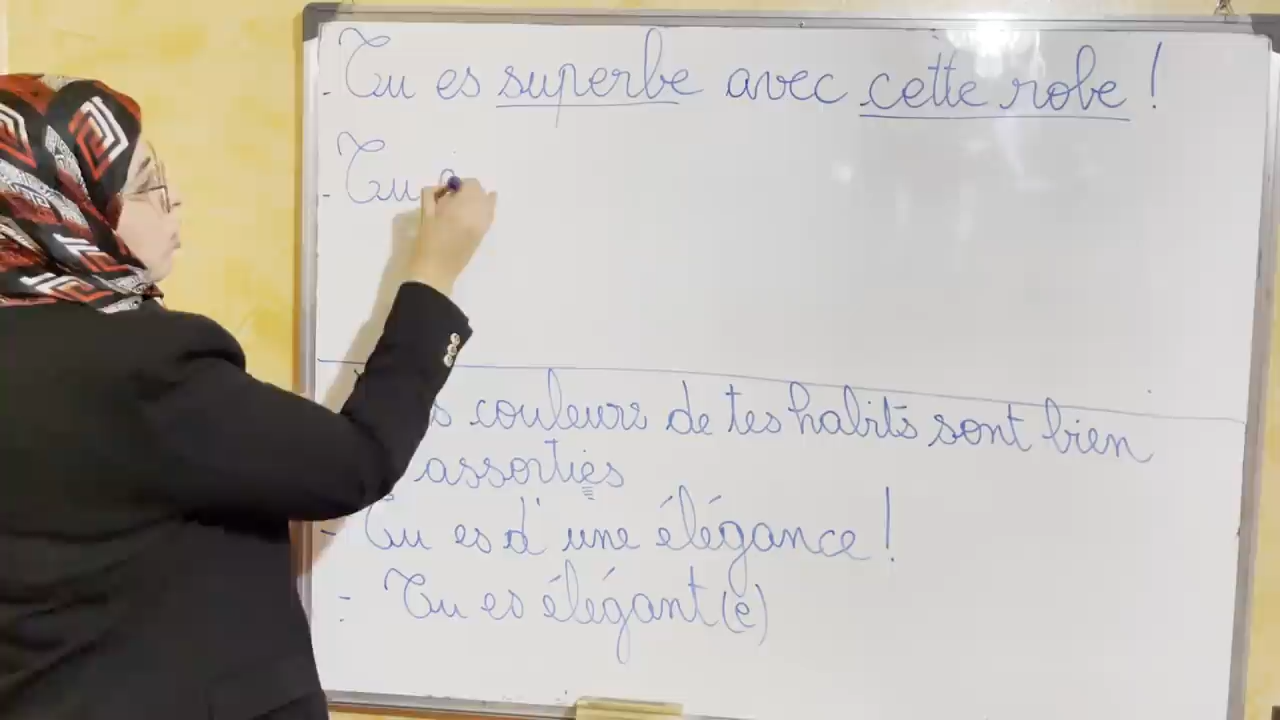 - Tu es superbe avec cette robe !
- Tu
couleurs de tes habits sont bien
assorties
- Tu es d'une élégance !
- Tu es élégant(e)